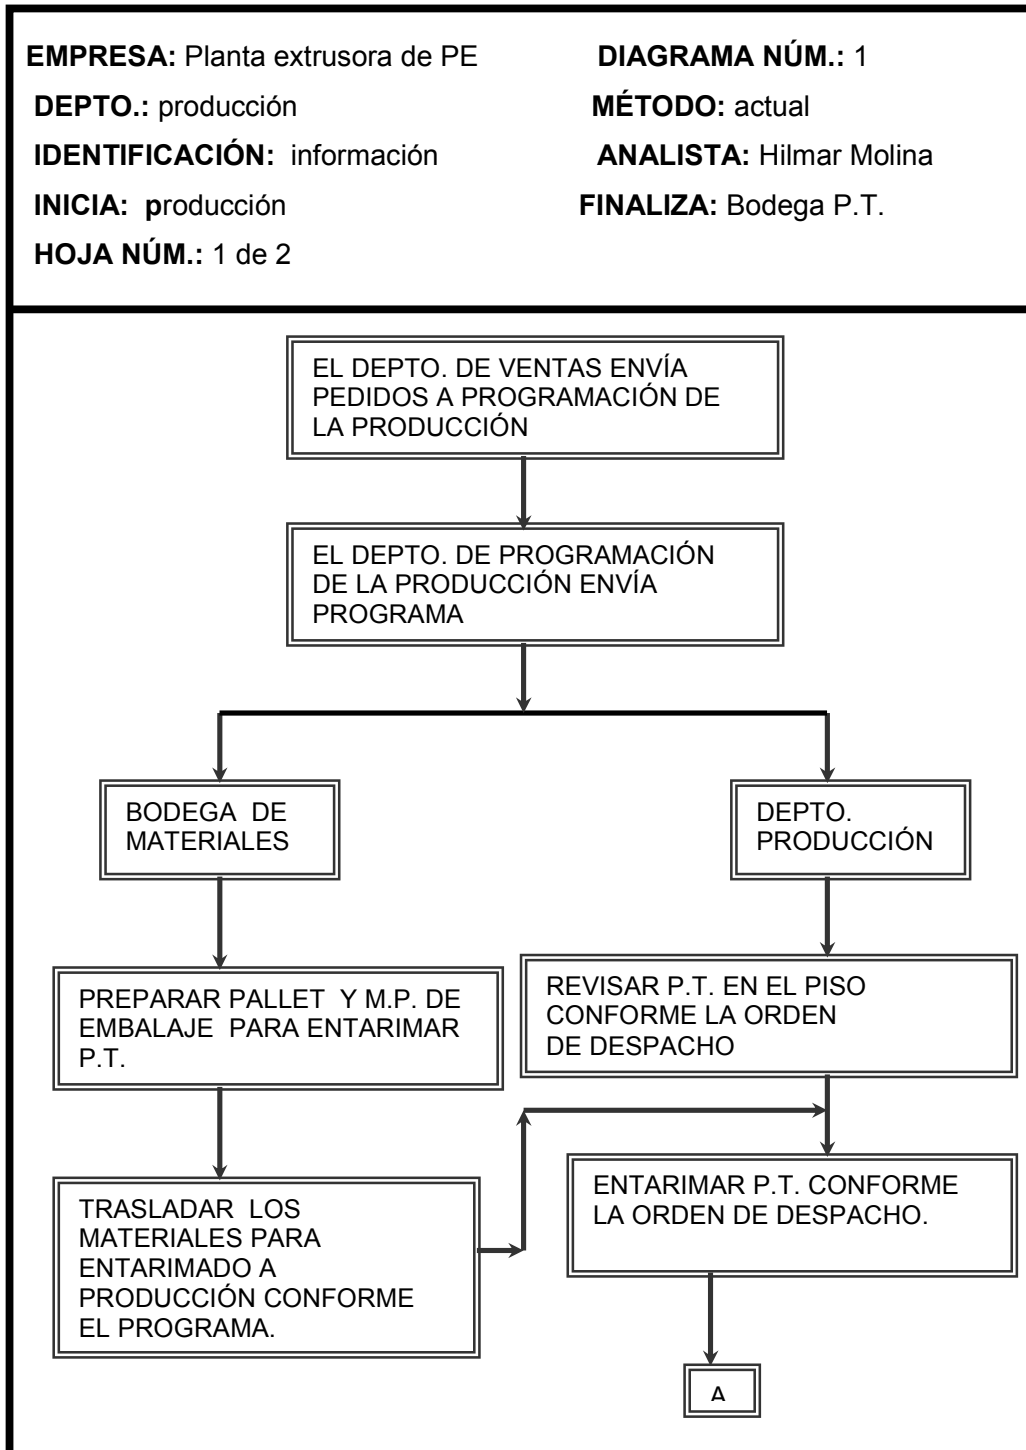 EMPRESA: Planta extrusora de PE DIAGRAMA NÚM.: 1
DEPTO.: producción MÉTODO: actual
IDENTIFICACIÓN: información ANALISTA: Hilmar Molina
INICIA: producción FINALIZA: Bodega P.T.
HOJA NÚM.: 1 de 2
EL DEPTO. DE VENTAS ENVÍA
PEDIDOS A PROGRAMACIÓN DE
LA PRODUCCIÓN
EL DEPTO. DE PROGRAMACIÓN
DE LA PRODUCCIÓN ENVÍA
PROGRAMA
BODEGA DE
MATERIALES
DEPTO.
PRODUCCIÓN
PREPARAR PALLET Y M.P. DE
EMBALAJE PARA ENTARIMAR
P.T.
REVISAR P.T. EN EL PISO
CONFORME LA ORDEN
DE DESPACHO
TRASLADAR LOS
MATERIALES PARA
ENTARIMADO A
PRODUCCIÓN CONFORME
EL PROGRAMA.
ENTARIMAR P.T. CONFORME
LA ORDEN DE DESPACHO.
A